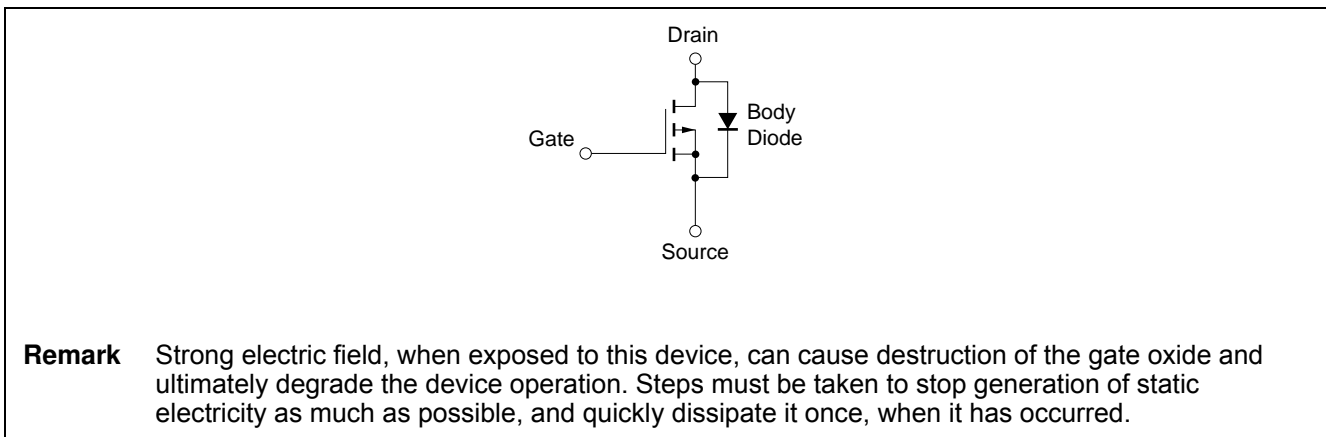 Drain
Body
Diode
Gate
Source
Remark Strong electric field, when exposed to this device, can cause destruction of the gate oxide and
ultimately degrade the device operation. Steps must be taken to stop generation of static
electricity as much as possible, and quickly dissipate it once, when it has occurred.